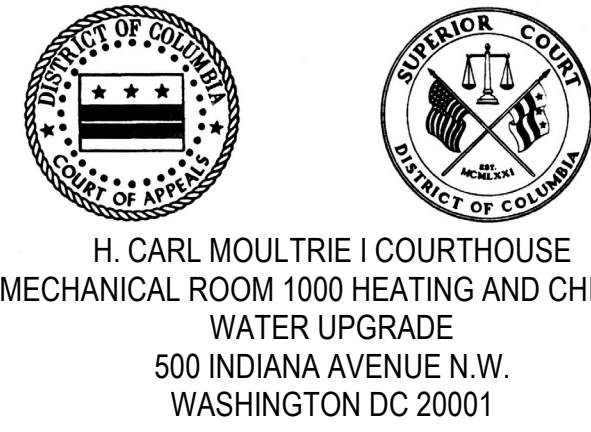 DISTRICT OF COLUMBIA
COURT OF APPEALS
SUPERIOR COURT
EST.
MCMLXXI
DISTRICT OF COLUMBIA
H. CARL MOULTRIE I COURTHOUSE
MECHANICAL ROOM 1000 HEATING AND
WATER UPGRADE
500 INDIANA AVENUE N.W.
WASHINGTON DC 20001